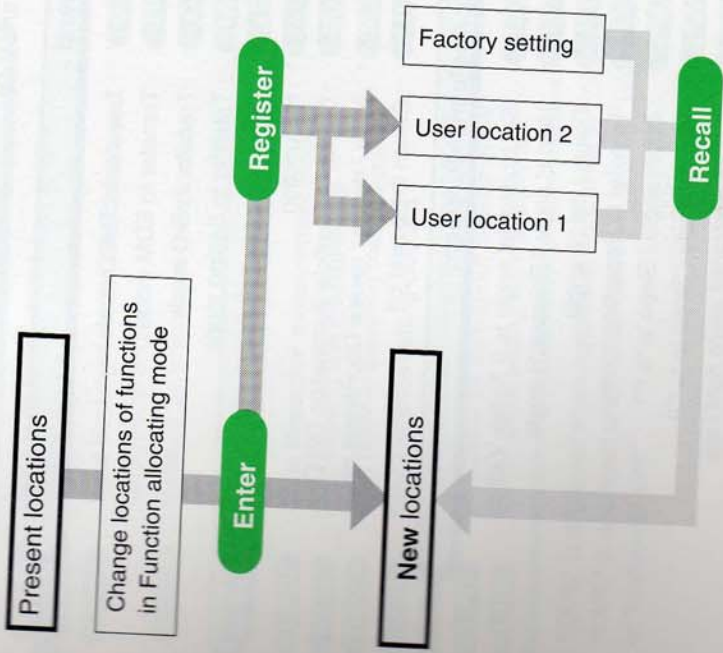 Present locations
Change locations of functions
in Function allocating mode
Enter
Register
New locations
User location 1
User location 2
Factory setting
Recall